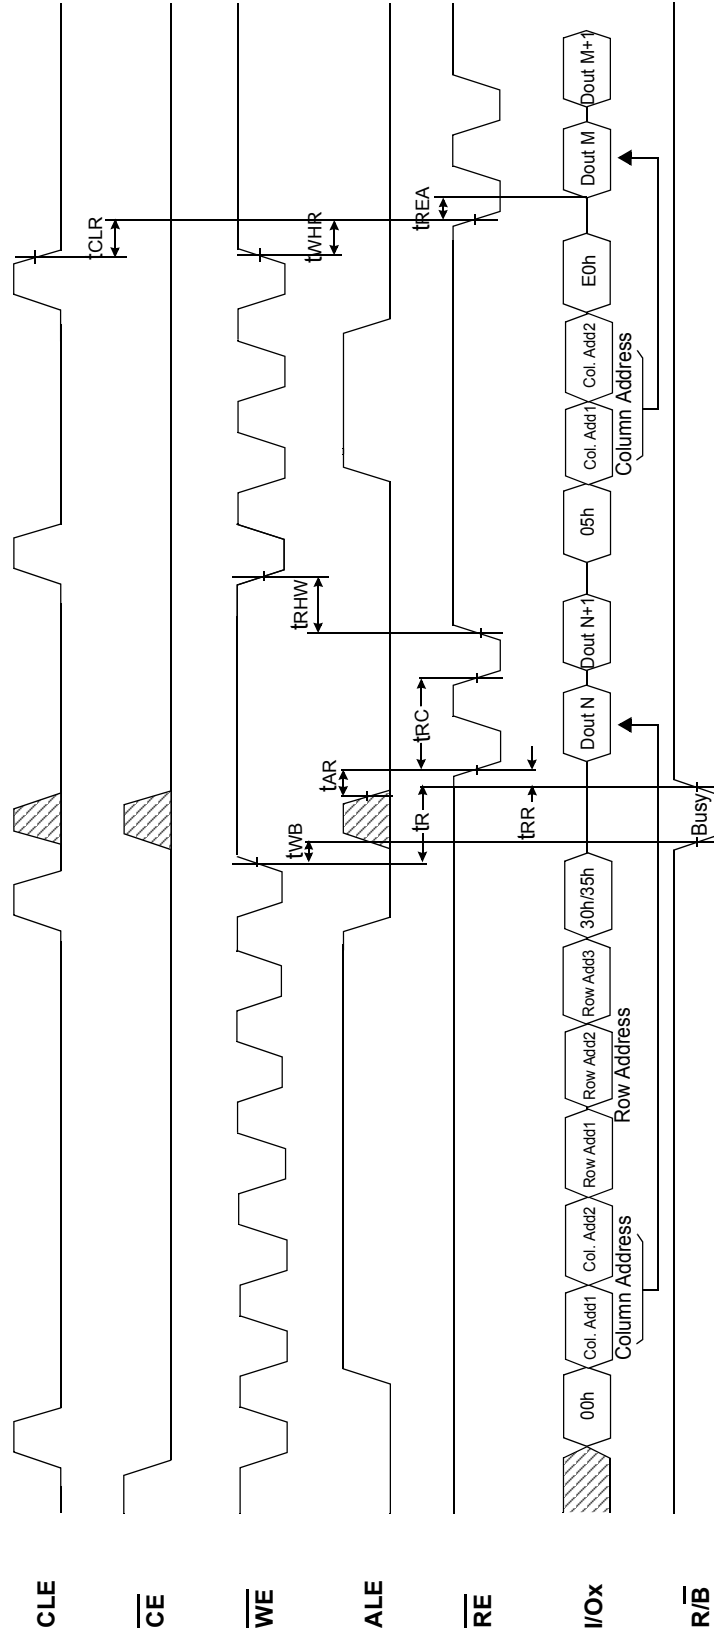 CLE
tCLR
CE
WE
tWB
tRHW
tWHR
ALE
tAR
RE
tR
tRC
tREA
tRR
I/Ox
00h
Col. Add1
Col. Add2
Row Add1
Row Add2
Row Add3
30h/35h
Dout N
Dout N+1
05h
Col. Add1
Col. Add2
E0h
Dout M
Dout M+1
Column Address
Row Address
Column Address
R/B
Busy